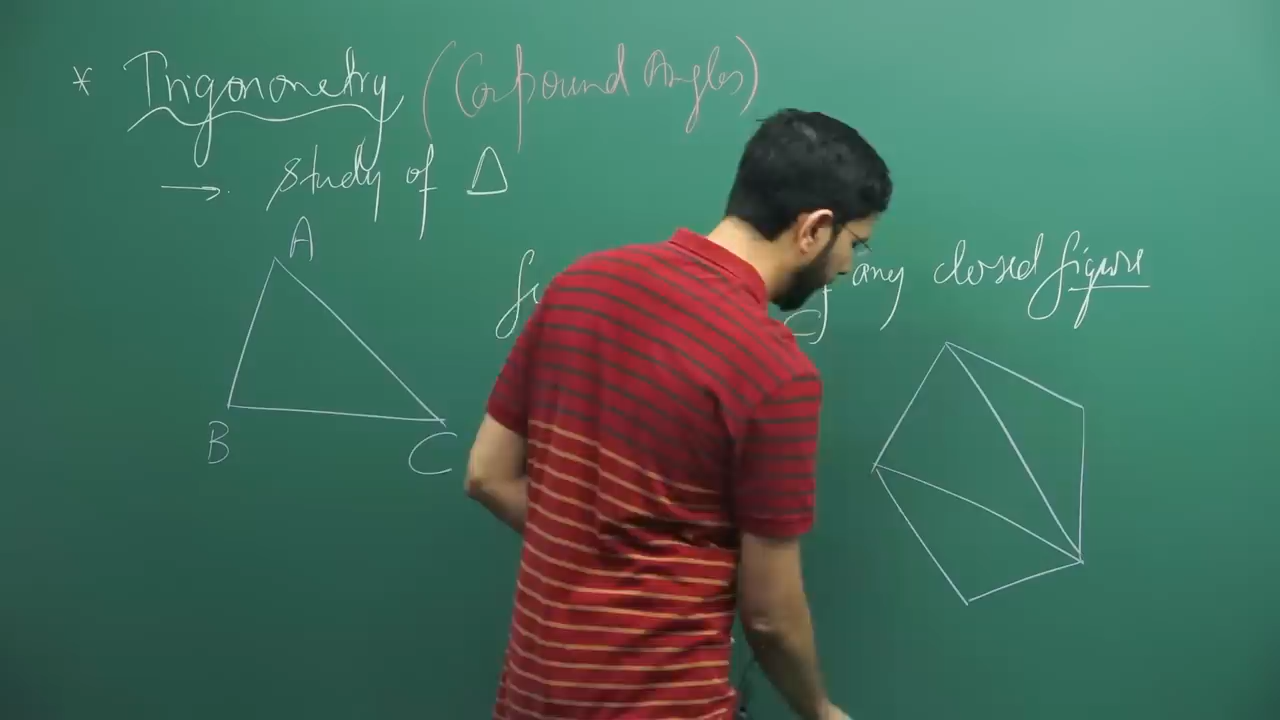 * Trigonometry (Compound Angles)
→ study of Δ
A
any closed figure
B
C